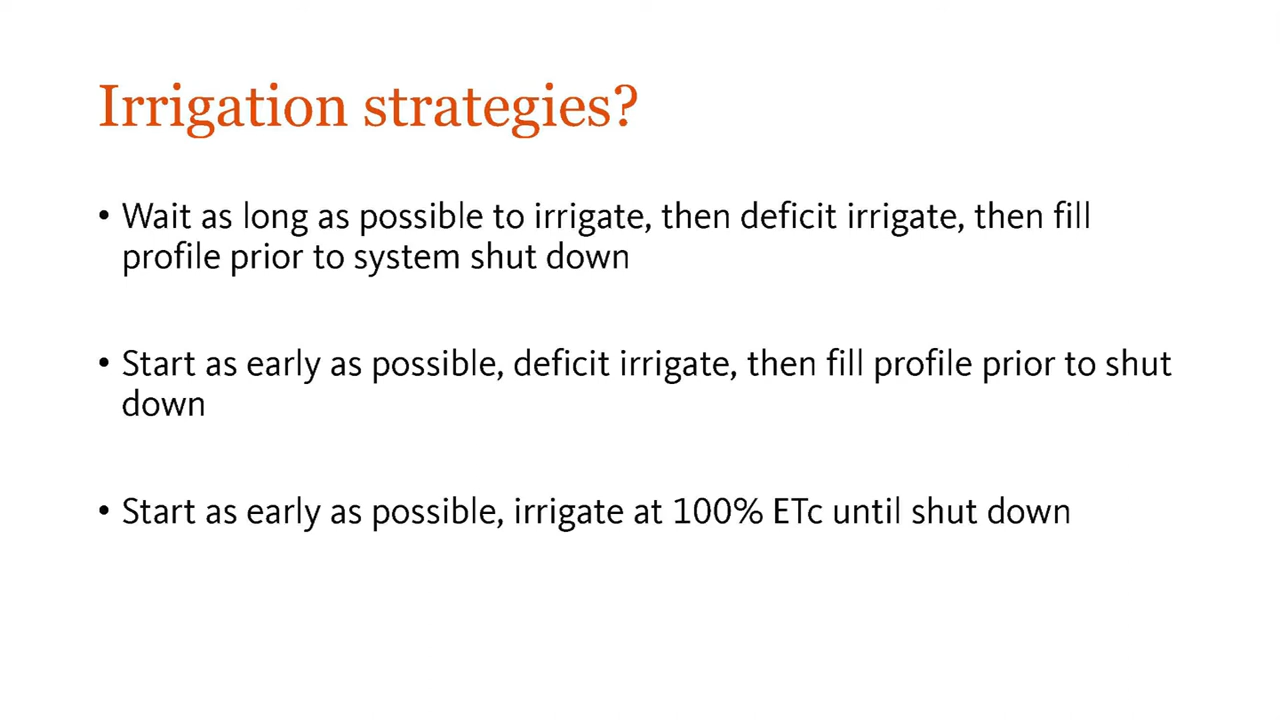 Irrigation strategies?
• Wait as long as possible to irrigate, then deficit irrigate, then fill
profile prior to system shut down
• Start as early as possible, deficit irrigate, then fill profile prior to shut
down
• Start as early as possible, irrigate at 100% ETc until shut down